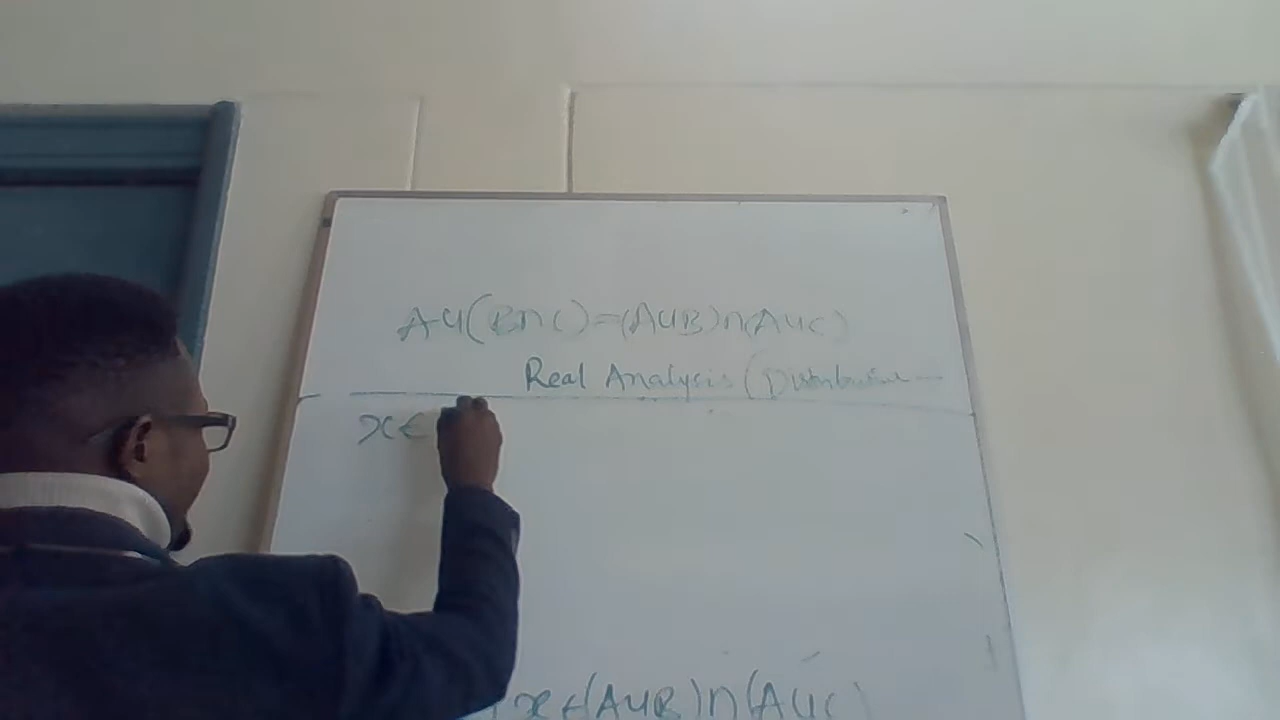 A∪(B∩C)=(A∪B)∩(A∪C)
Real Analysis (Distributive
x∈
x∈(A∪B)∩(A∪C)